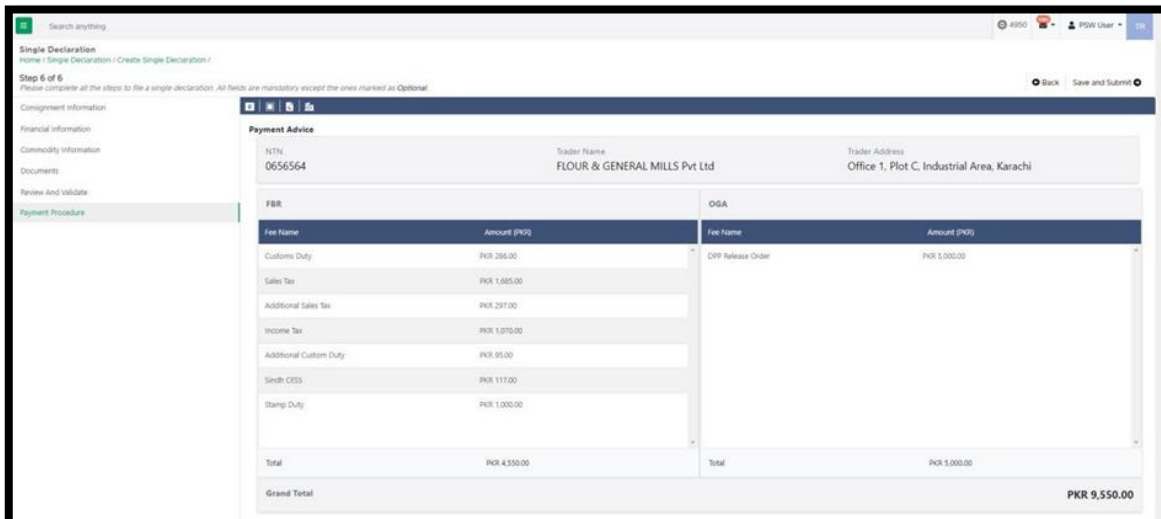 Search anything
4950
PSW User
TR
Single Declaration
Home / Single Declaration / Create Single Declaration /
Step 6 of 6
Please complete all the steps to file a single declaration. All fields are mandatory except the ones marked as Optional
Back
Save and Submit
Consignment Information
Financial Information
Commodity Information
Documents
Review And Validate
Payment Procedure
Payment Advice
NTN
0656564
Trader Name
FLOUR & GENERAL MILLS Pvt Ltd
Trader Address
Office 1, Plot C, Industrial Area, Karachi
FBR
Fee Name Amount (PKR)
Customs Duty PKR 286.00
Sales Tax PKR 1,685.00
Additional Sales Tax PKR 297.00
Income Tax PKR 1,070.00
Additional Custom Duty PKR 95.00
Sindh CESS PKR 117.00
Stamp Duty PKR 1,000.00
Total PKR 4,550.00
OGA
Fee Name Amount (PKR)
DPP Release Order PKR 5,000.00
Total PKR 5,000.00
Grand Total PKR 9,550.00